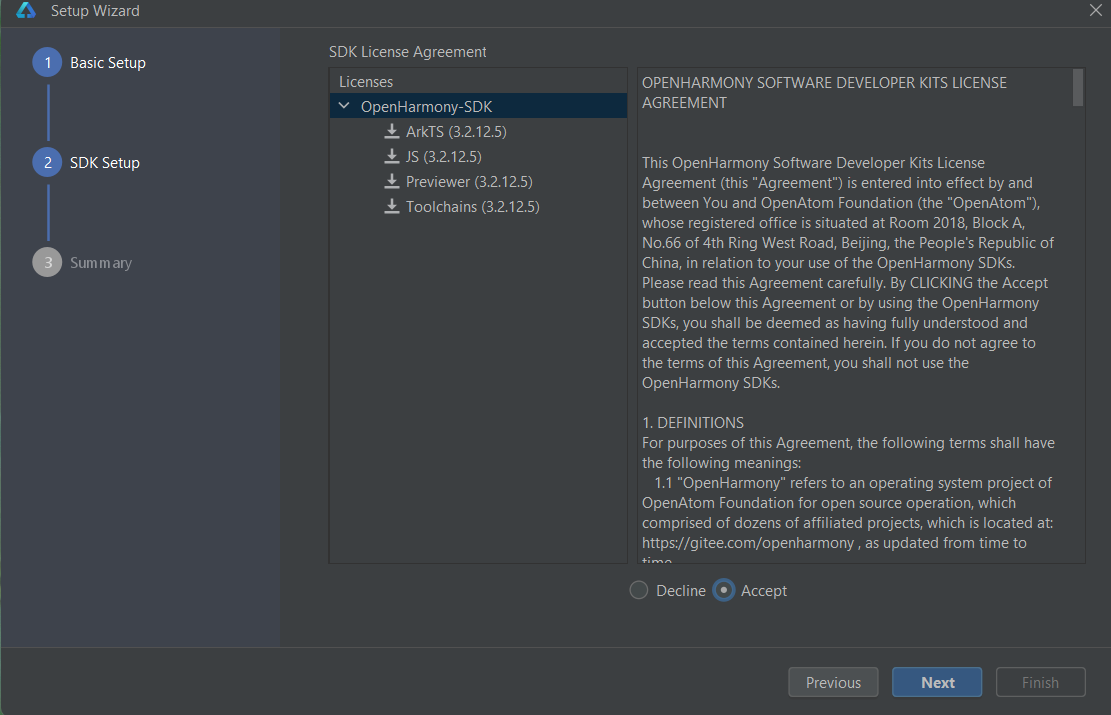 Setup Wizard
1 Basic Setup
2 SDK Setup
3 Summary
SDK License Agreement
Licenses
OpenHarmony-SDK
ArkTS (3.2.12.5)
JS (3.2.12.5)
Previewer (3.2.12.5)
Toolchains (3.2.12.5)
OPENHARMONY SOFTWARE DEVELOPER KITS LICENSE
AGREEMENT
This OpenHarmony Software Developer Kits License
Agreement (this "Agreement") is entered into effect by and
between You and OpenAtom Foundation (the "OpenAtom"),
whose registered office is situated at Room 2018, Block A,
No.66 of 4th Ring West Road, Beijing, the People's Republic of
China, in relation to your use of the OpenHarmony SDKs.
Please read this Agreement carefully. By CLICKING the Accept
button below this Agreement or by using the OpenHarmony
SDKs, you shall be deemed as having fully understood and
accepted the terms contained herein. If you do not agree to
the terms of this Agreement, you shall not use the
OpenHarmony SDKs.
1. DEFINITIONS
For purposes of this Agreement, the following terms shall have
the following meanings:
1.1 "OpenHarmony" refers to an operating system project of
OpenAtom Foundation for open source operation, which
comprised of dozens of affiliated projects, which is located at:
https://gitee.com/openharmony , as updated from time to
time
Decline Accept
Previous Next Finish